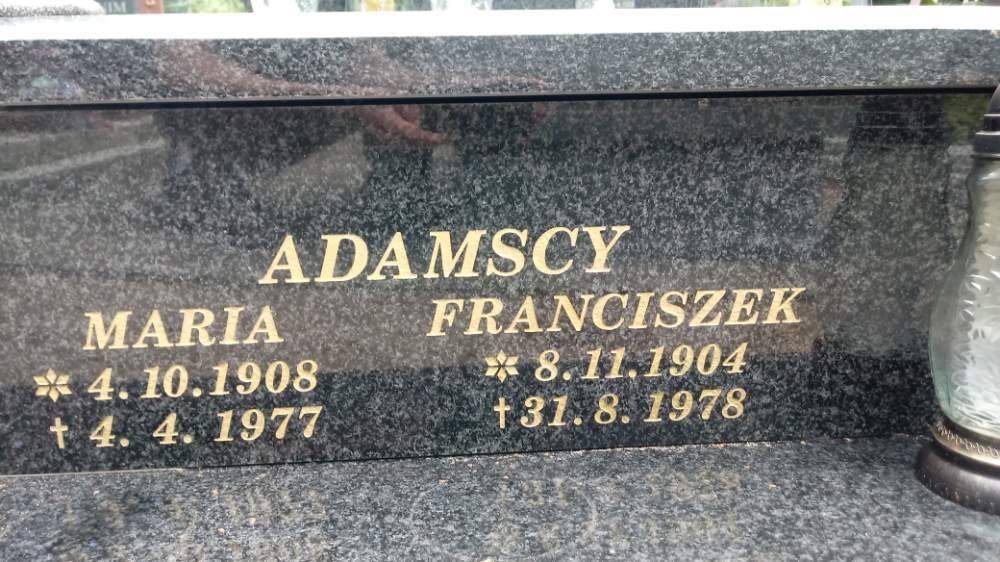 ADAMSCY
MARIA
✲ 4.10.1908
† 4. 4. 1977
FRANCISZEK
✲ 8.11.1904
† 31.8.1978